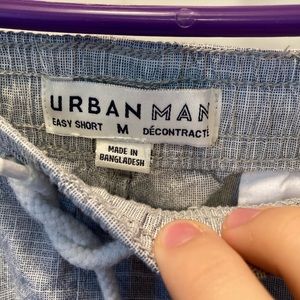 URBAN MAN
EASY SHORT M DÉCONTRACTÉ
MADE IN
BANGLADESH